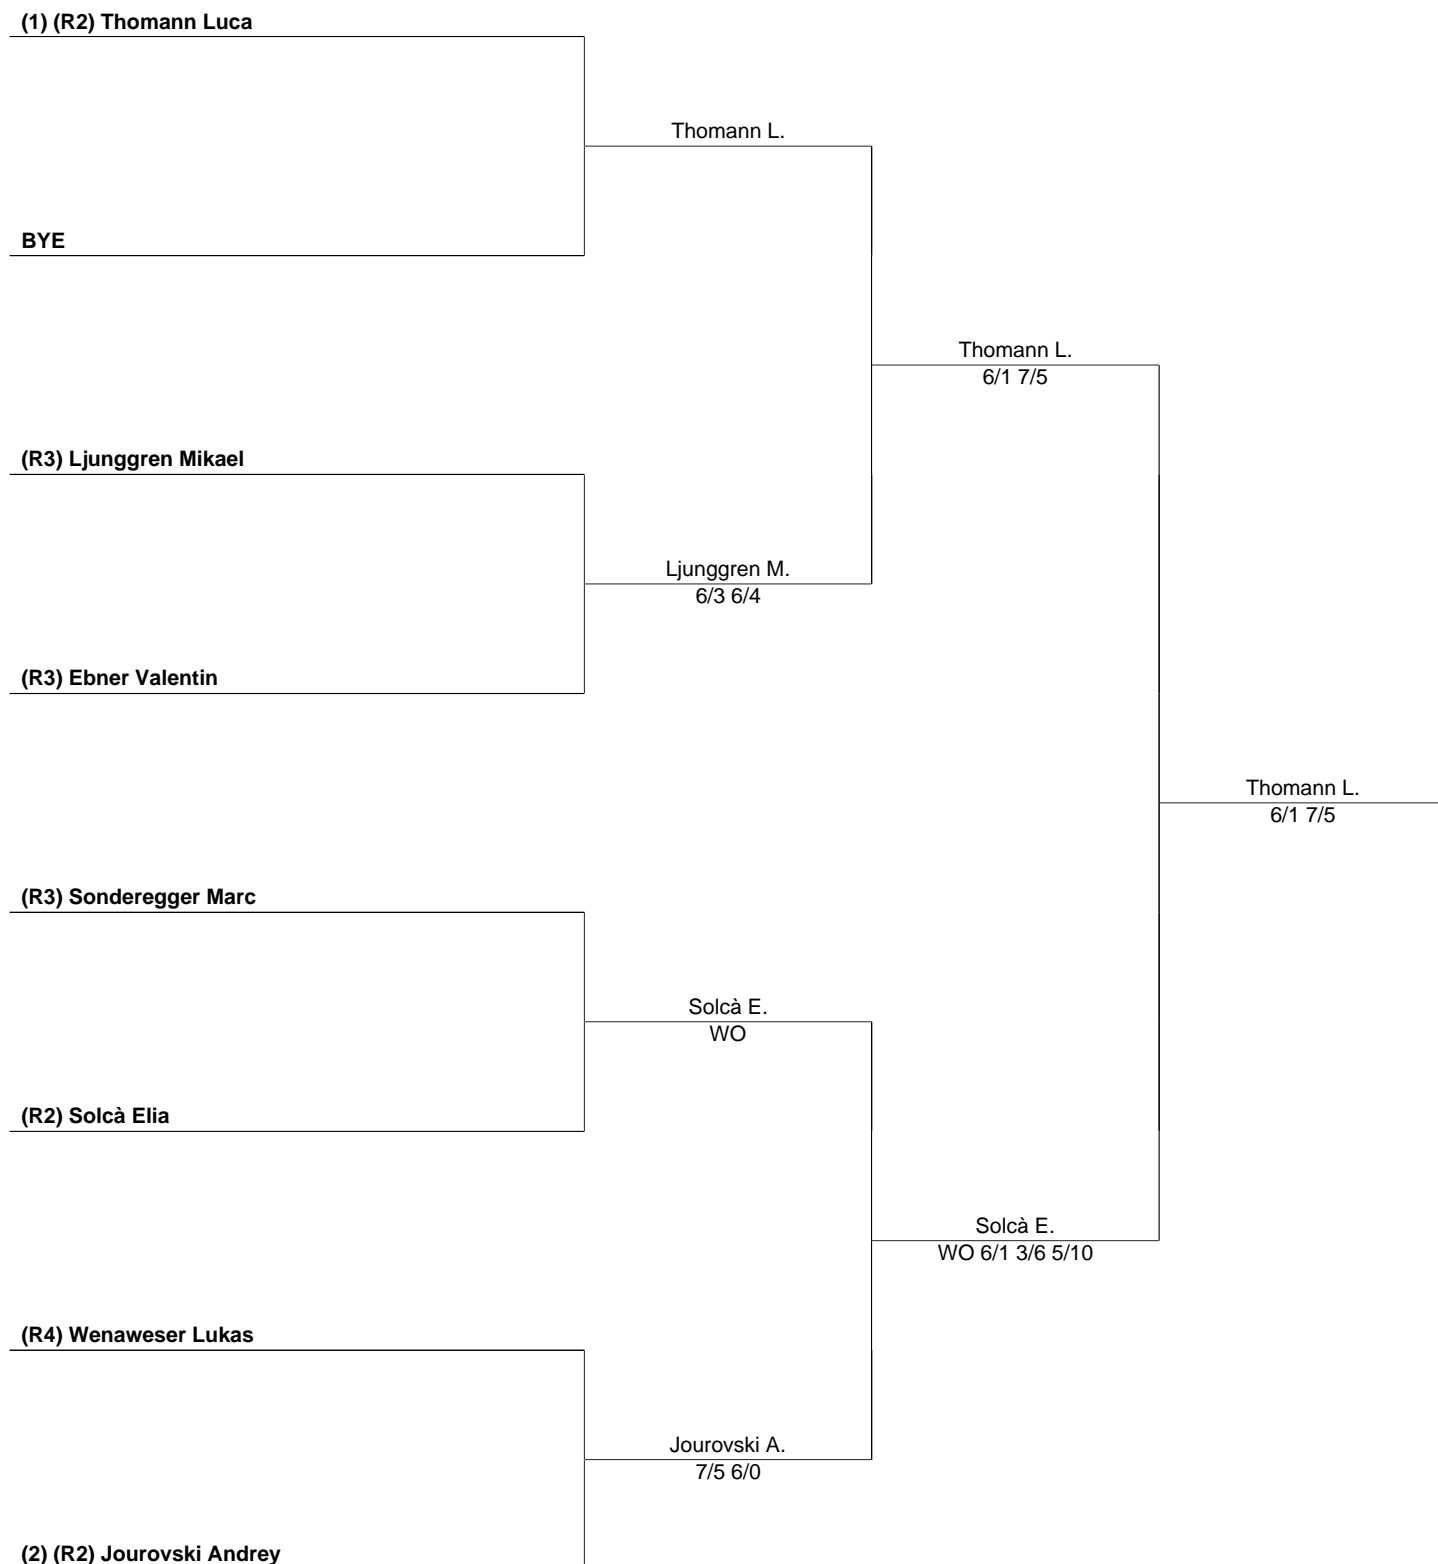 (1) (R2) Thomann Luca
Thomann L.
BYE
Thomann L.
6/1 7/5
(R3) Ljunggren Mikael
Ljunggren M.
6/3 6/4
(R3) Ebner Valentin
Thomann L.
6/1 7/5
(R3) Sonderegger Marc
Solcà E.
WO
(R2) Solcà Elia
Solcà E.
WO 6/1 3/6 5/10
(R4) Wenaweser Lukas
Jourovski A.
7/5 6/0
(2) (R2) Jourovski Andrey